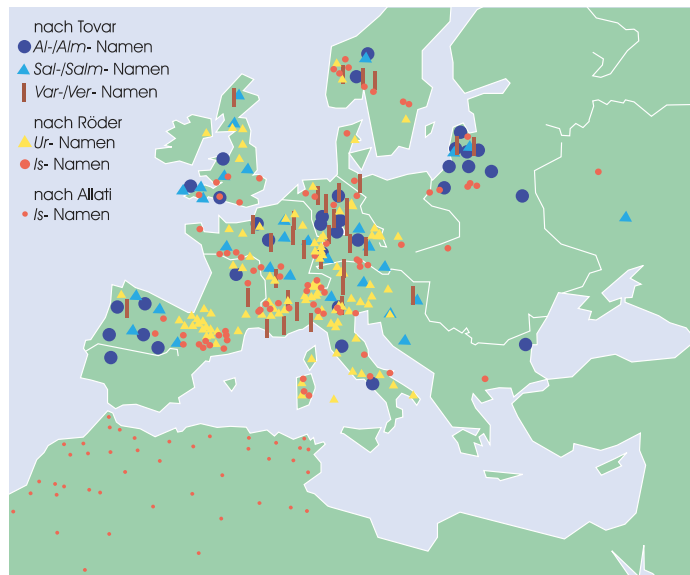 nach Tovar
Al-/Alm- Namen
Sal-/Salm- Namen
Var-/Ver- Namen
nach Röder
Ur- Namen
Is- Namen
nach Allati
Is- Namen